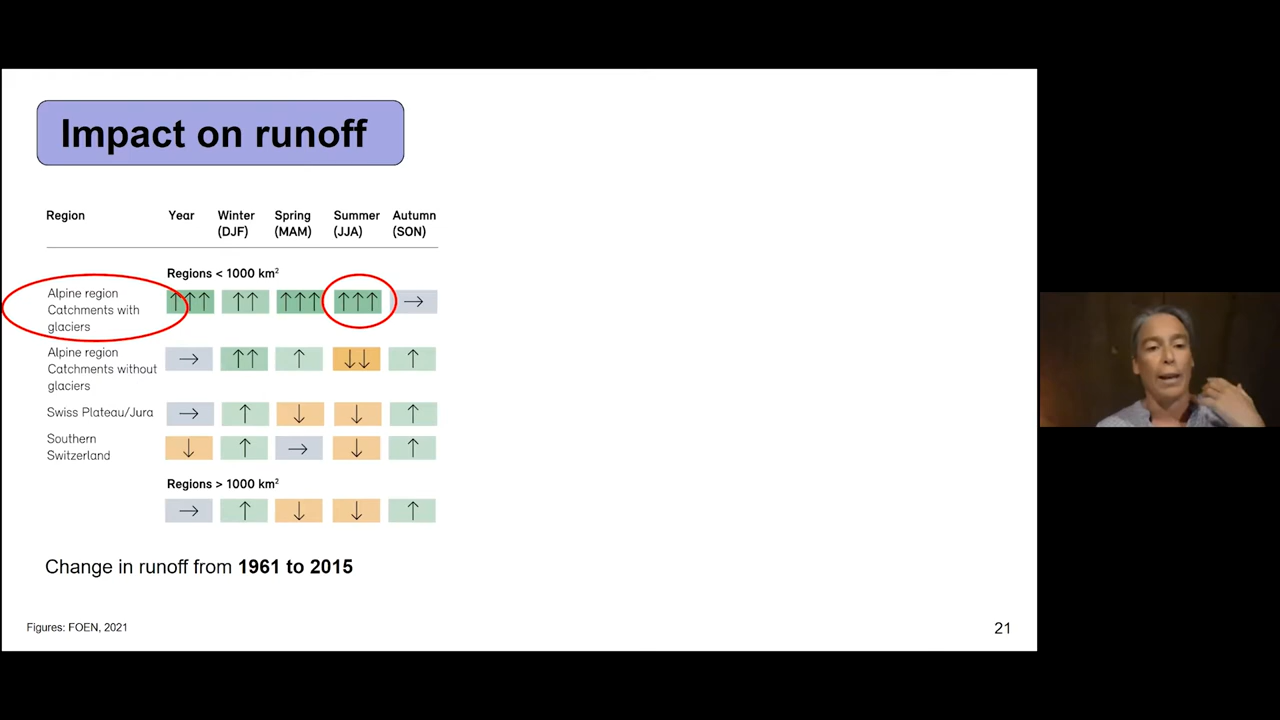 Impact on runoff
Region Year Winter (DJF) Spring (MAM) Summer (JJA) Autumn (SON)
Regions < 1000 km²
Alpine region
Catchments with
glaciers
↑↑↑ ↑↑ ↑↑↑ ↑↑↑ →
Alpine region
Catchments without
glaciers
→ ↑↑ ↑ ↓↓ ↑
Swiss Plateau/Jura → ↑ ↓ ↓ ↑
Southern
Switzerland
↓ ↑ → ↓ ↑
Regions > 1000 km²
→ ↑ ↓ ↓ ↑
Change in runoff from 1961 to 2015
Figures: FOEN, 2021
21